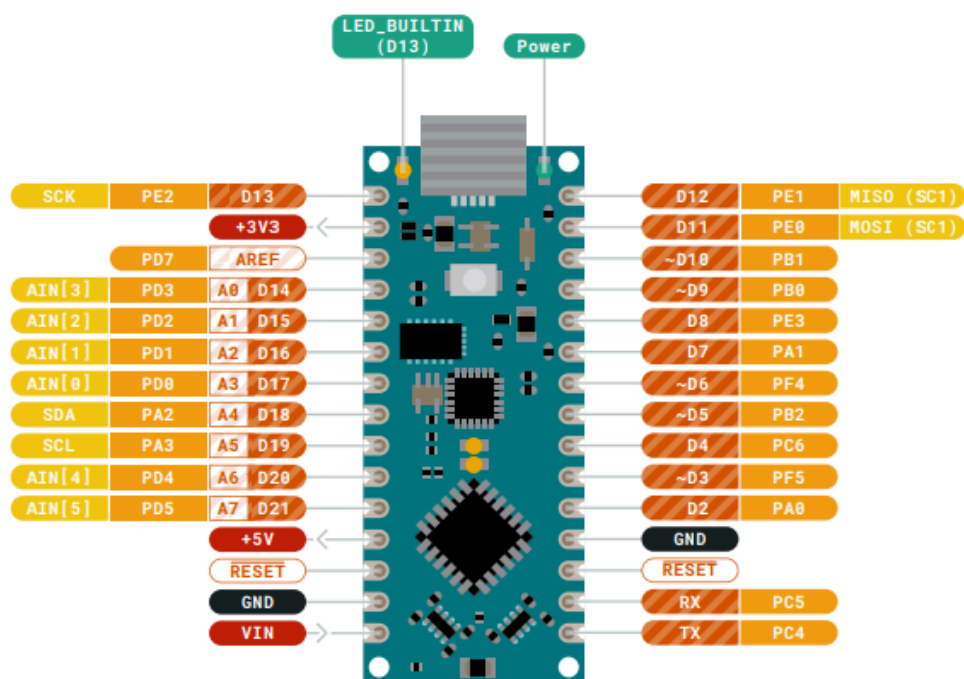 LED_BUILTIN
(D13)
Power
SCK PE2 D13
+3V3
PD7 AREF
AIN[3] PD3 A0 D14
AIN[2] PD2 A1 D15
AIN[1] PD1 A2 D16
AIN[0] PD0 A3 D17
SDA PA2 A4 D18
SCL PA3 A5 D19
AIN[4] PD4 A6 D20
AIN[5] PD5 A7 D21
+5V
RESET
GND
VIN
D12 PE1 MISO (SC1)
D11 PE0 MOSI (SC1)
~D10 PB1
~D9 PB0
D8 PE3
D7 PA1
~D6 PF4
~D5 PB2
D4 PC6
~D3 PF5
D2 PA0
GND
RESET
RX PC5
TX PC4